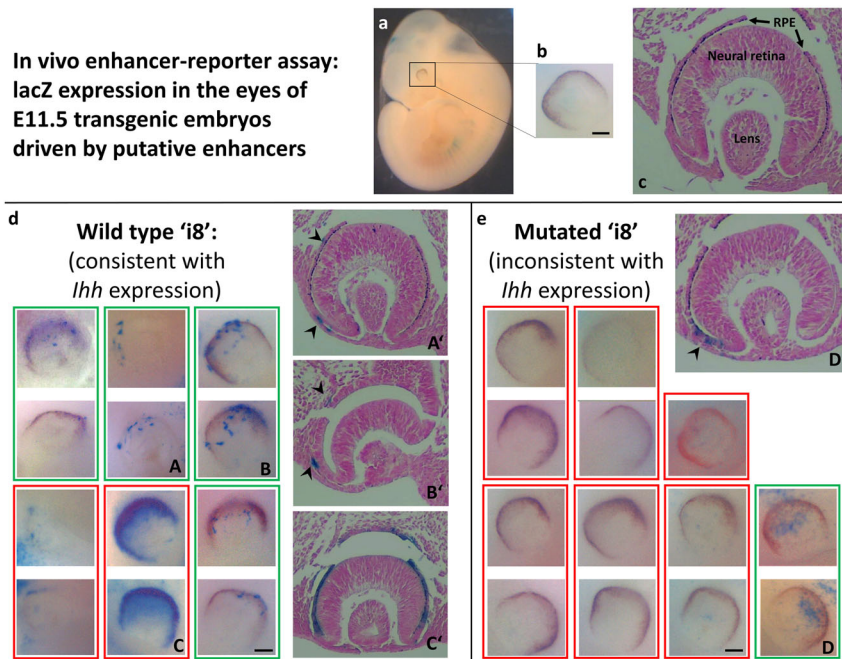 In vivo enhancer-reporter assay:
lacZ expression in the eyes of
E11.5 transgenic embryos
driven by putative enhancers
a
b
RPE
Neural retina
Lens
c
d
Wild type ‘i8’:
(consistent with
Ihh expression)
A
B
C
A‘
B‘
C‘
e
Mutated ‘i8’
(inconsistent with
Ihh expression)
D‘
D